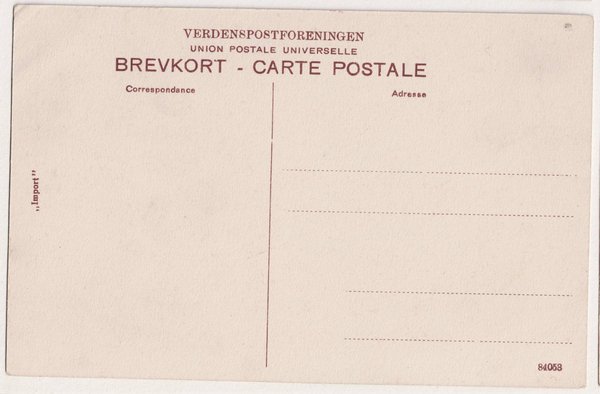 VERDENSPOSTFORENINGEN
UNION POSTALE UNIVERSELLE
BREVKORT - CARTE POSTALE
Correspondance
Adresse
„Import”
84053